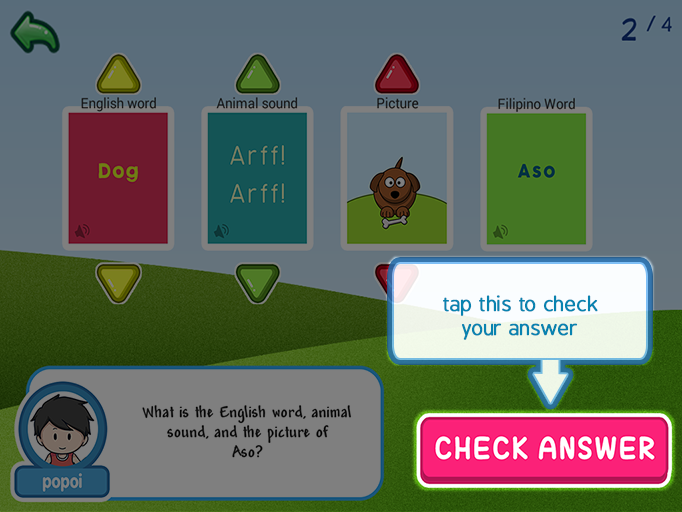 2 / 4
English word
Animal sound
Picture
Filipino Word
Dog
Arff!
Arff!
Aso
tap this to check
your answer
What is the English word, animal
sound, and the picture of
Aso?
CHECK ANSWER
popoi